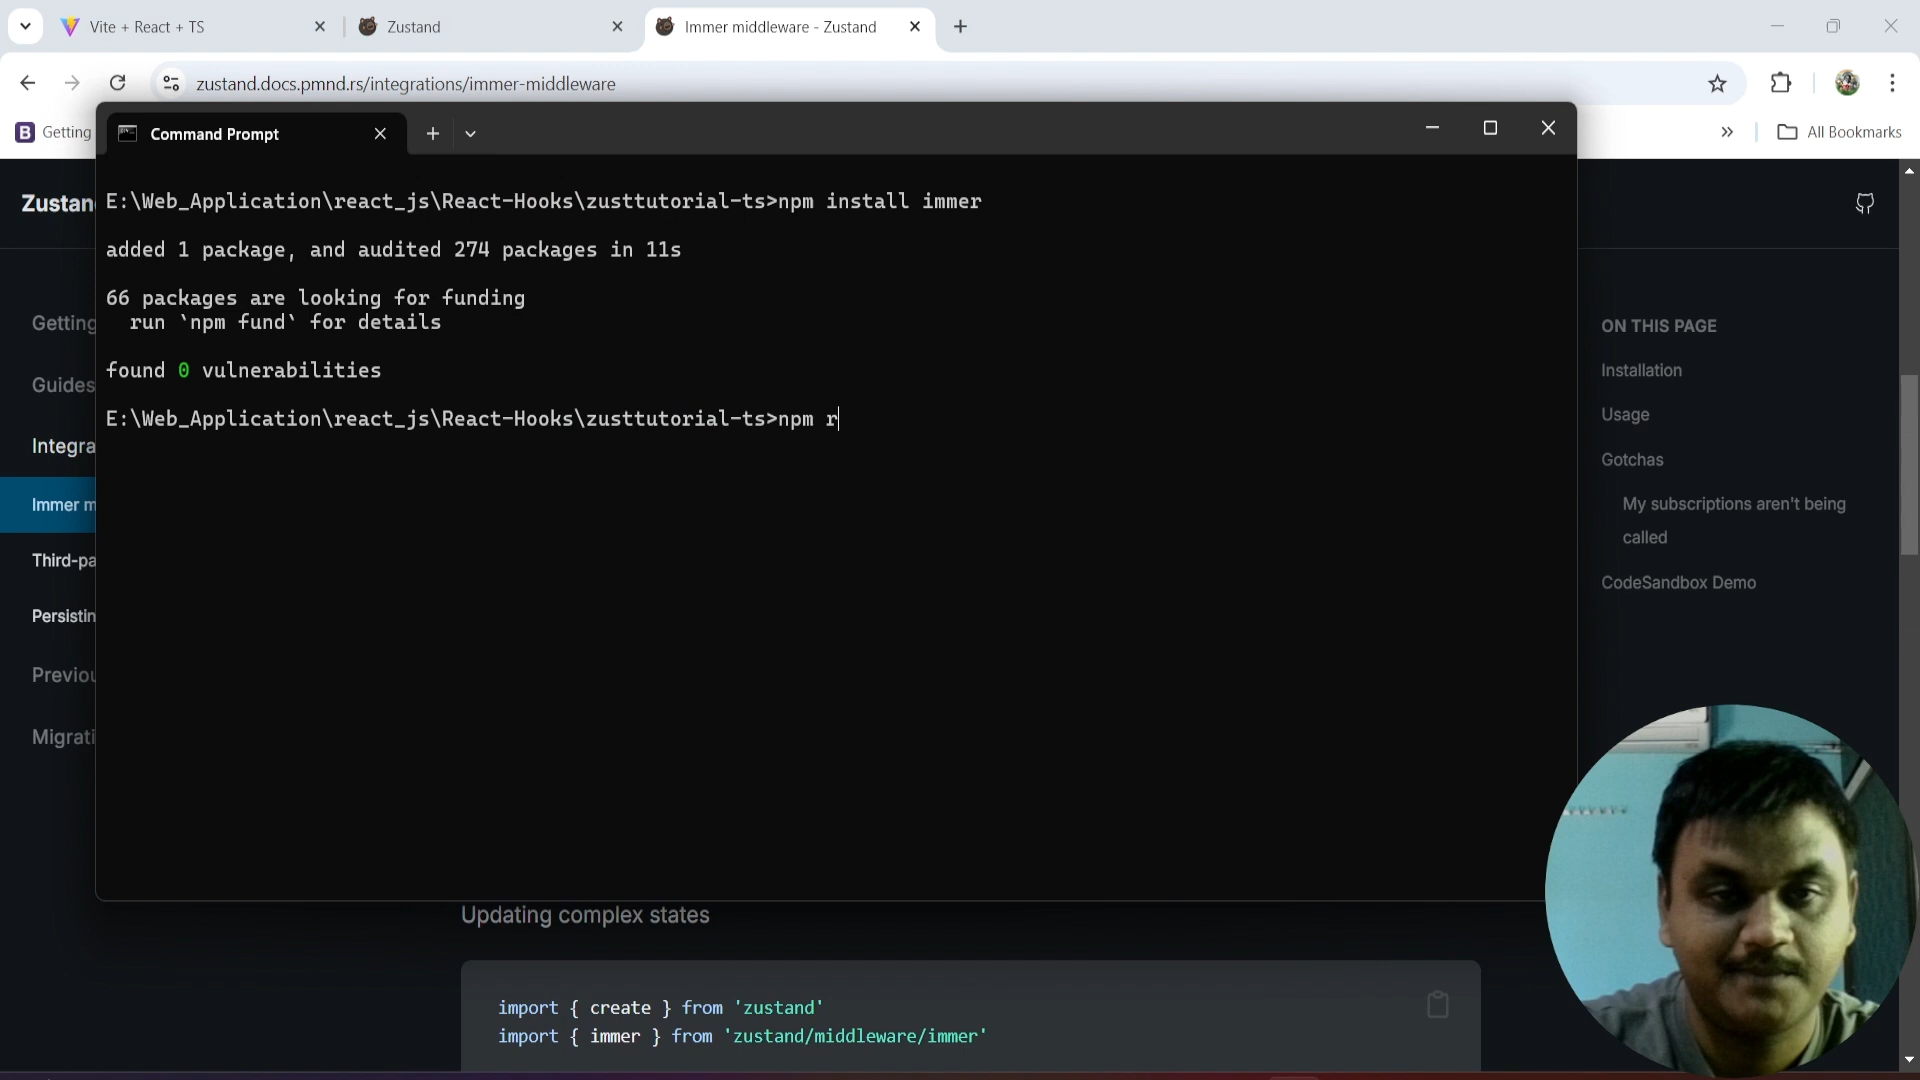 Vite + React + TS
Zustand
Immer middleware - Zustand
zustand.docs.pmnd.rs/integrations/immer-middleware
B Getting
All Bookmarks
Command Prompt
Zustan
E:\Web_Application\react_js\React-Hooks\zusttutorial-ts>npm install immer
added 1 package, and audited 274 packages in 11s
66 packages are looking for funding
run `npm fund` for details
found 0 vulnerabilities
E:\Web_Application\react_js\React-Hooks\zusttutorial-ts>npm r
Getting
Guides
Integra
Immer m
Third-pa
Persistin
Previou
Migrati
ON THIS PAGE
Installation
Usage
Gotchas
My subscriptions aren't being
called
CodeSandbox Demo
Updating complex states
import { create } from 'zustand'
import { immer } from 'zustand/middleware/immer'